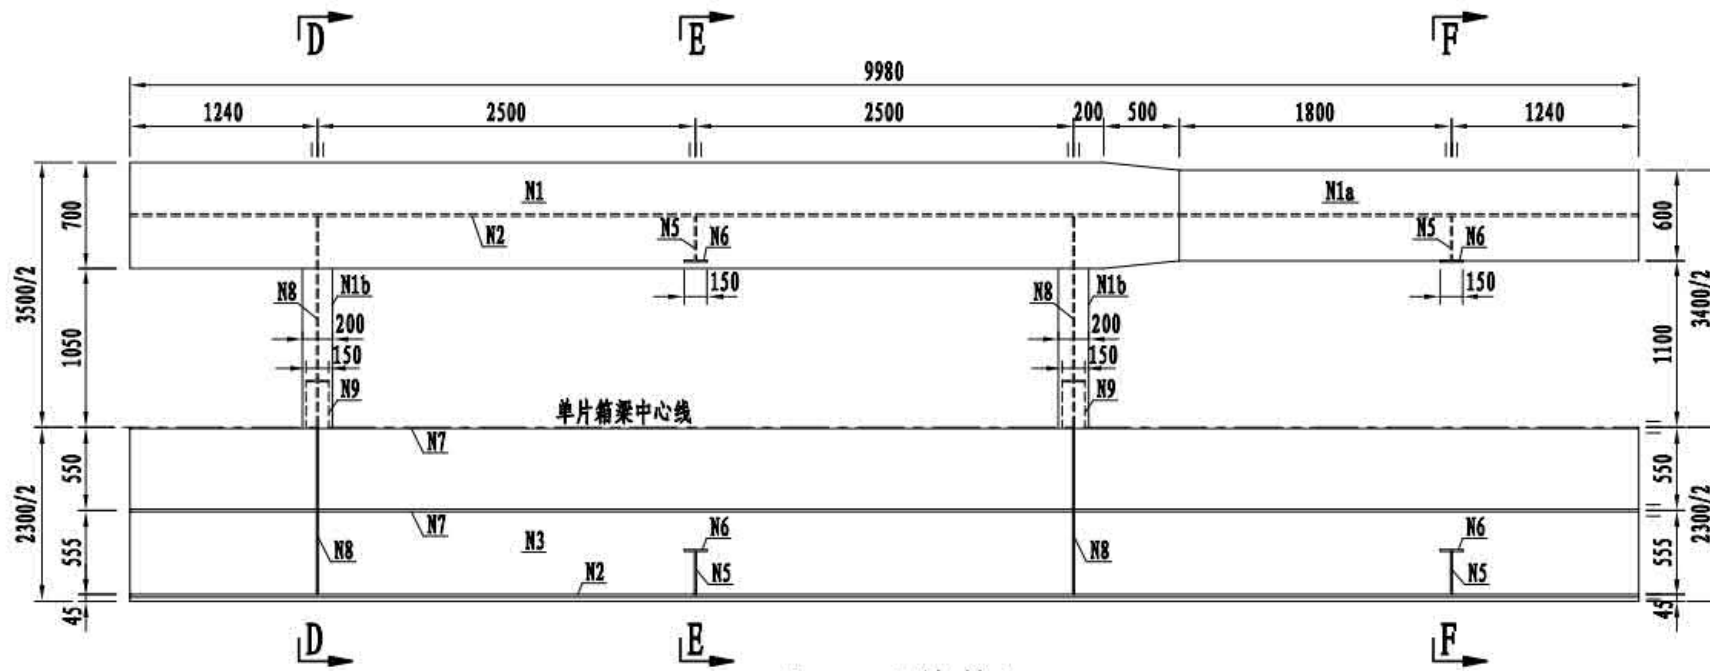 D E F
9980
1240 2500 2500 200 500 1800 1240
N1 N1a
700 600
N2 N5 N6 N5 N6
3500/2 3400/2
N8 N1b 150 N8 N1b 150
200 200
1050 1100
150 150
N9 N9
单片箱梁中心线
N7
550 550
2300/2 2300/2
N7 N3 N6 N6
N8 N8
555 555
N2 N5 N5
45 45
D E F